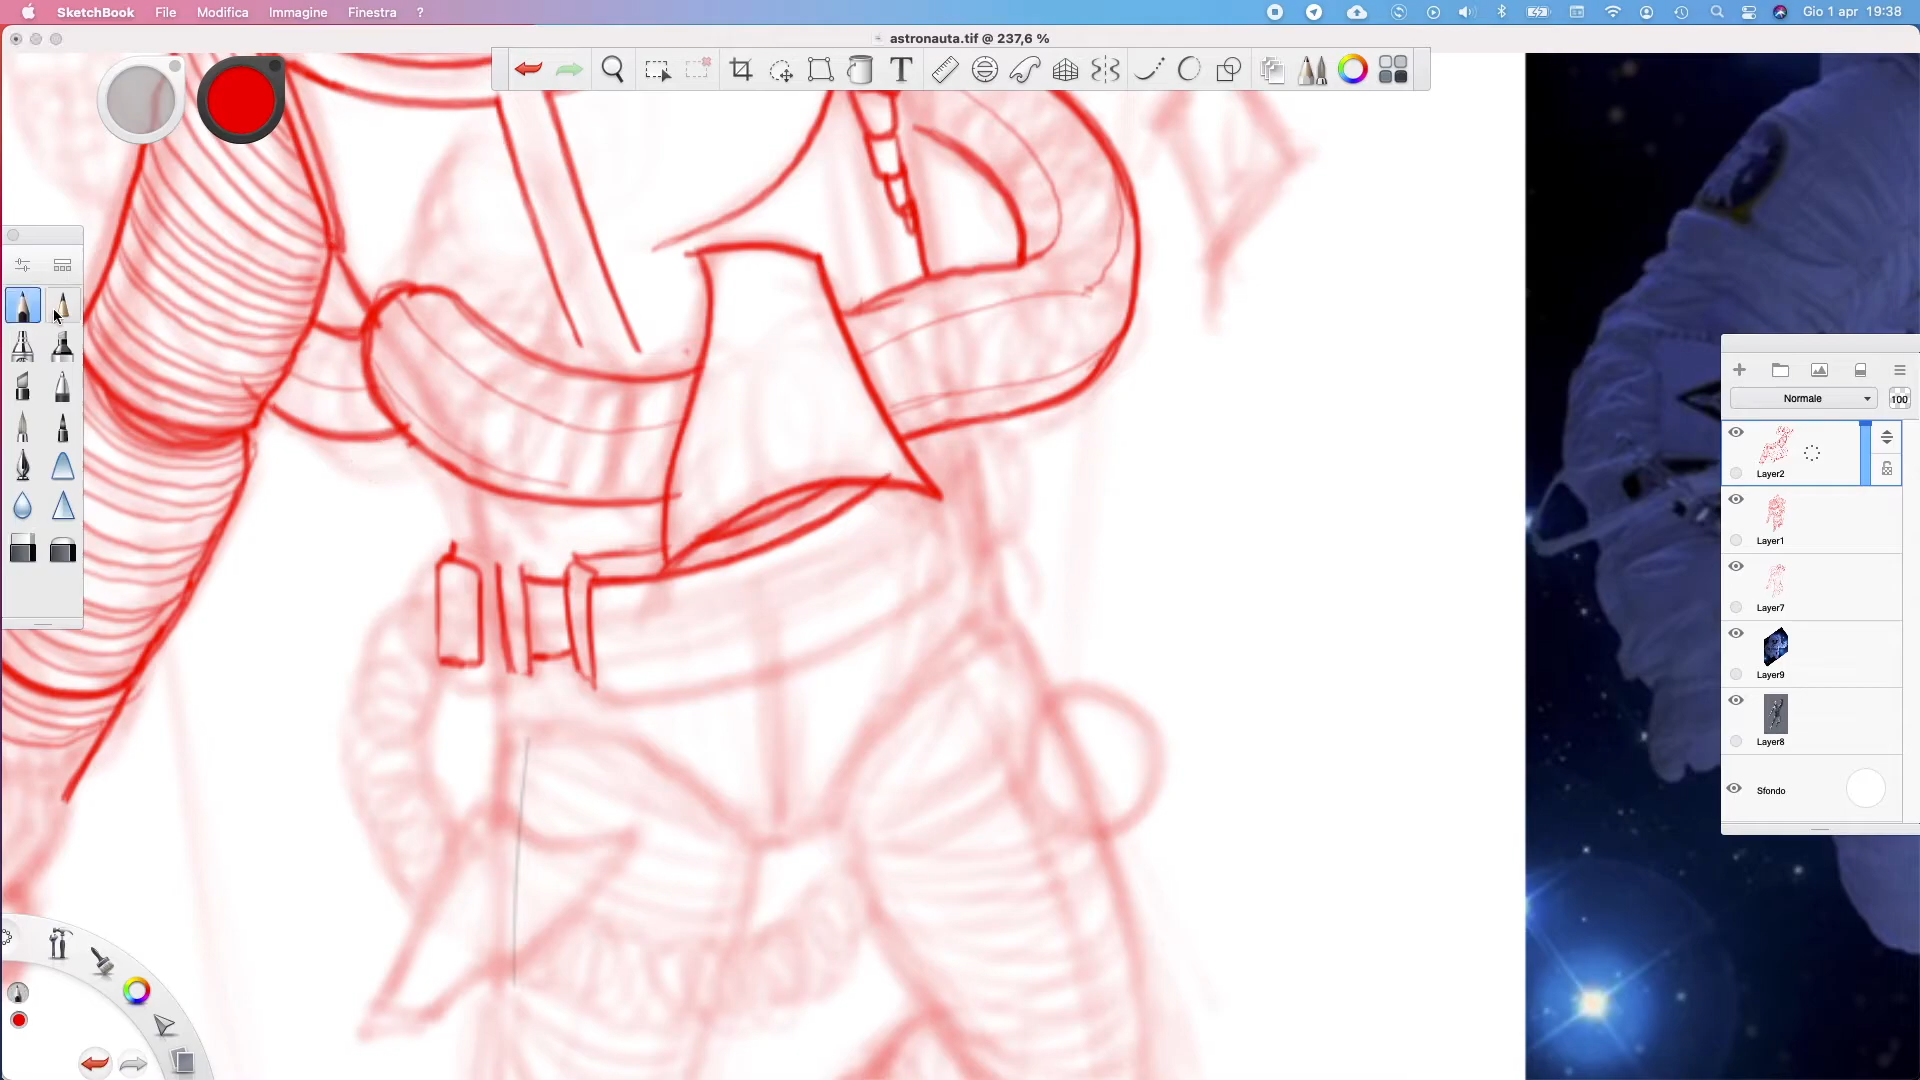 SketchBook File Modifica Immagine Finestra ? Gio 1 apr 19:38
astronauta.tif @ 237,6 %
T
Normale 100
Layer2
Layer1
Layer7
Layer9
Layer8
Sfondo